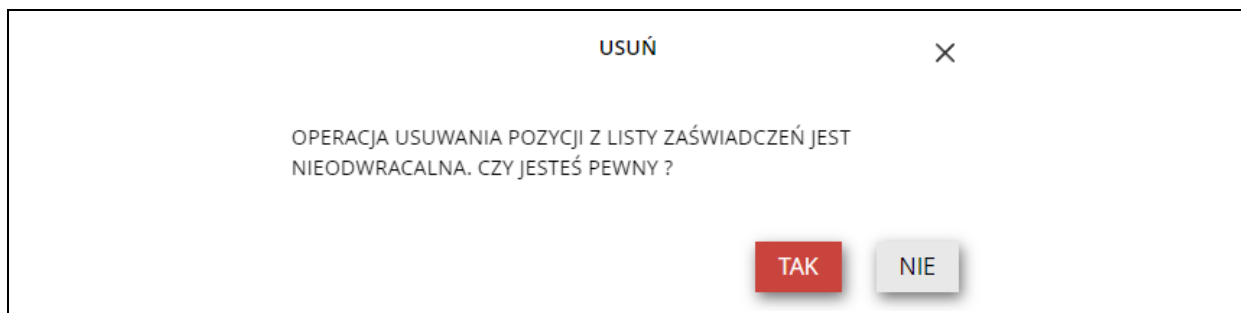 USUŃ
OPERACJA USUWANIA POZYCJI Z LISTY ZAŚWIADCZEŃ JEST
NIEODWRACALNA. CZY JESTEŚ PEWNY ?
TAK NIE